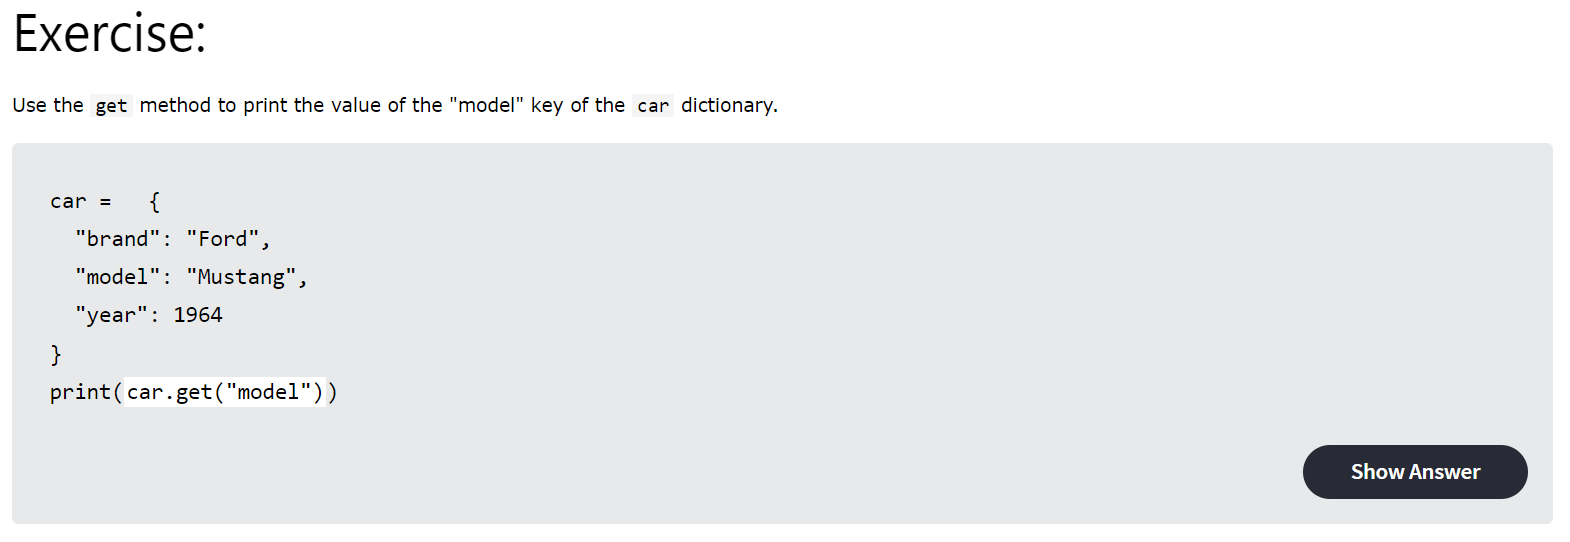 Exercise:
Use the get method to print the value of the "model" key of the car dictionary.
car =   {
  "brand": "Ford",
  "model": "Mustang",
  "year": 1964
}
print(car.get("model"))
Show Answer